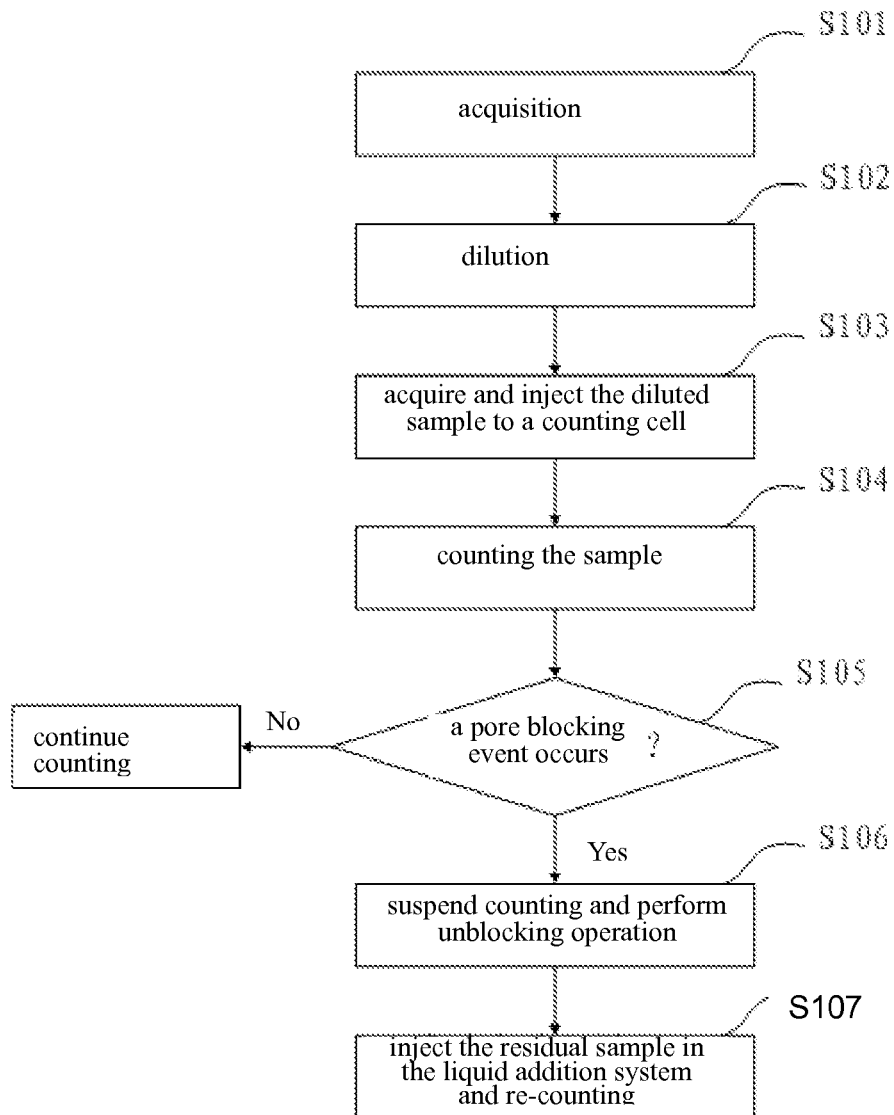 S101
acquisition
S102
dilution
S103
acquire and inject the diluted
sample to a counting cell
S104
counting the sample
S105
a pore blocking
event occurs ?
No
continue
counting
Yes
S106
suspend counting and perform
unblocking operation
S107
inject the residual sample in
the liquid addition system
and re-counting